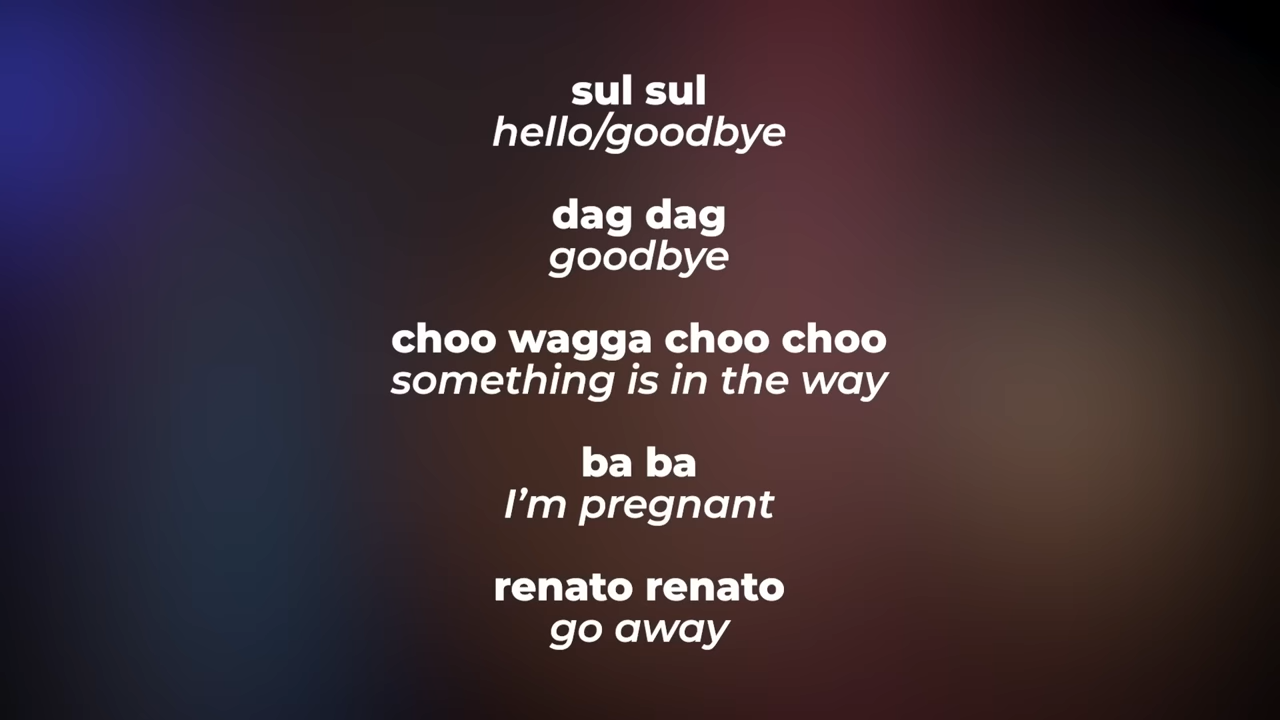 sul sul
hello/goodbye
dag dag
goodbye
choo wagga choo choo
something is in the way
ba ba
I'm pregnant
renato renato
go away